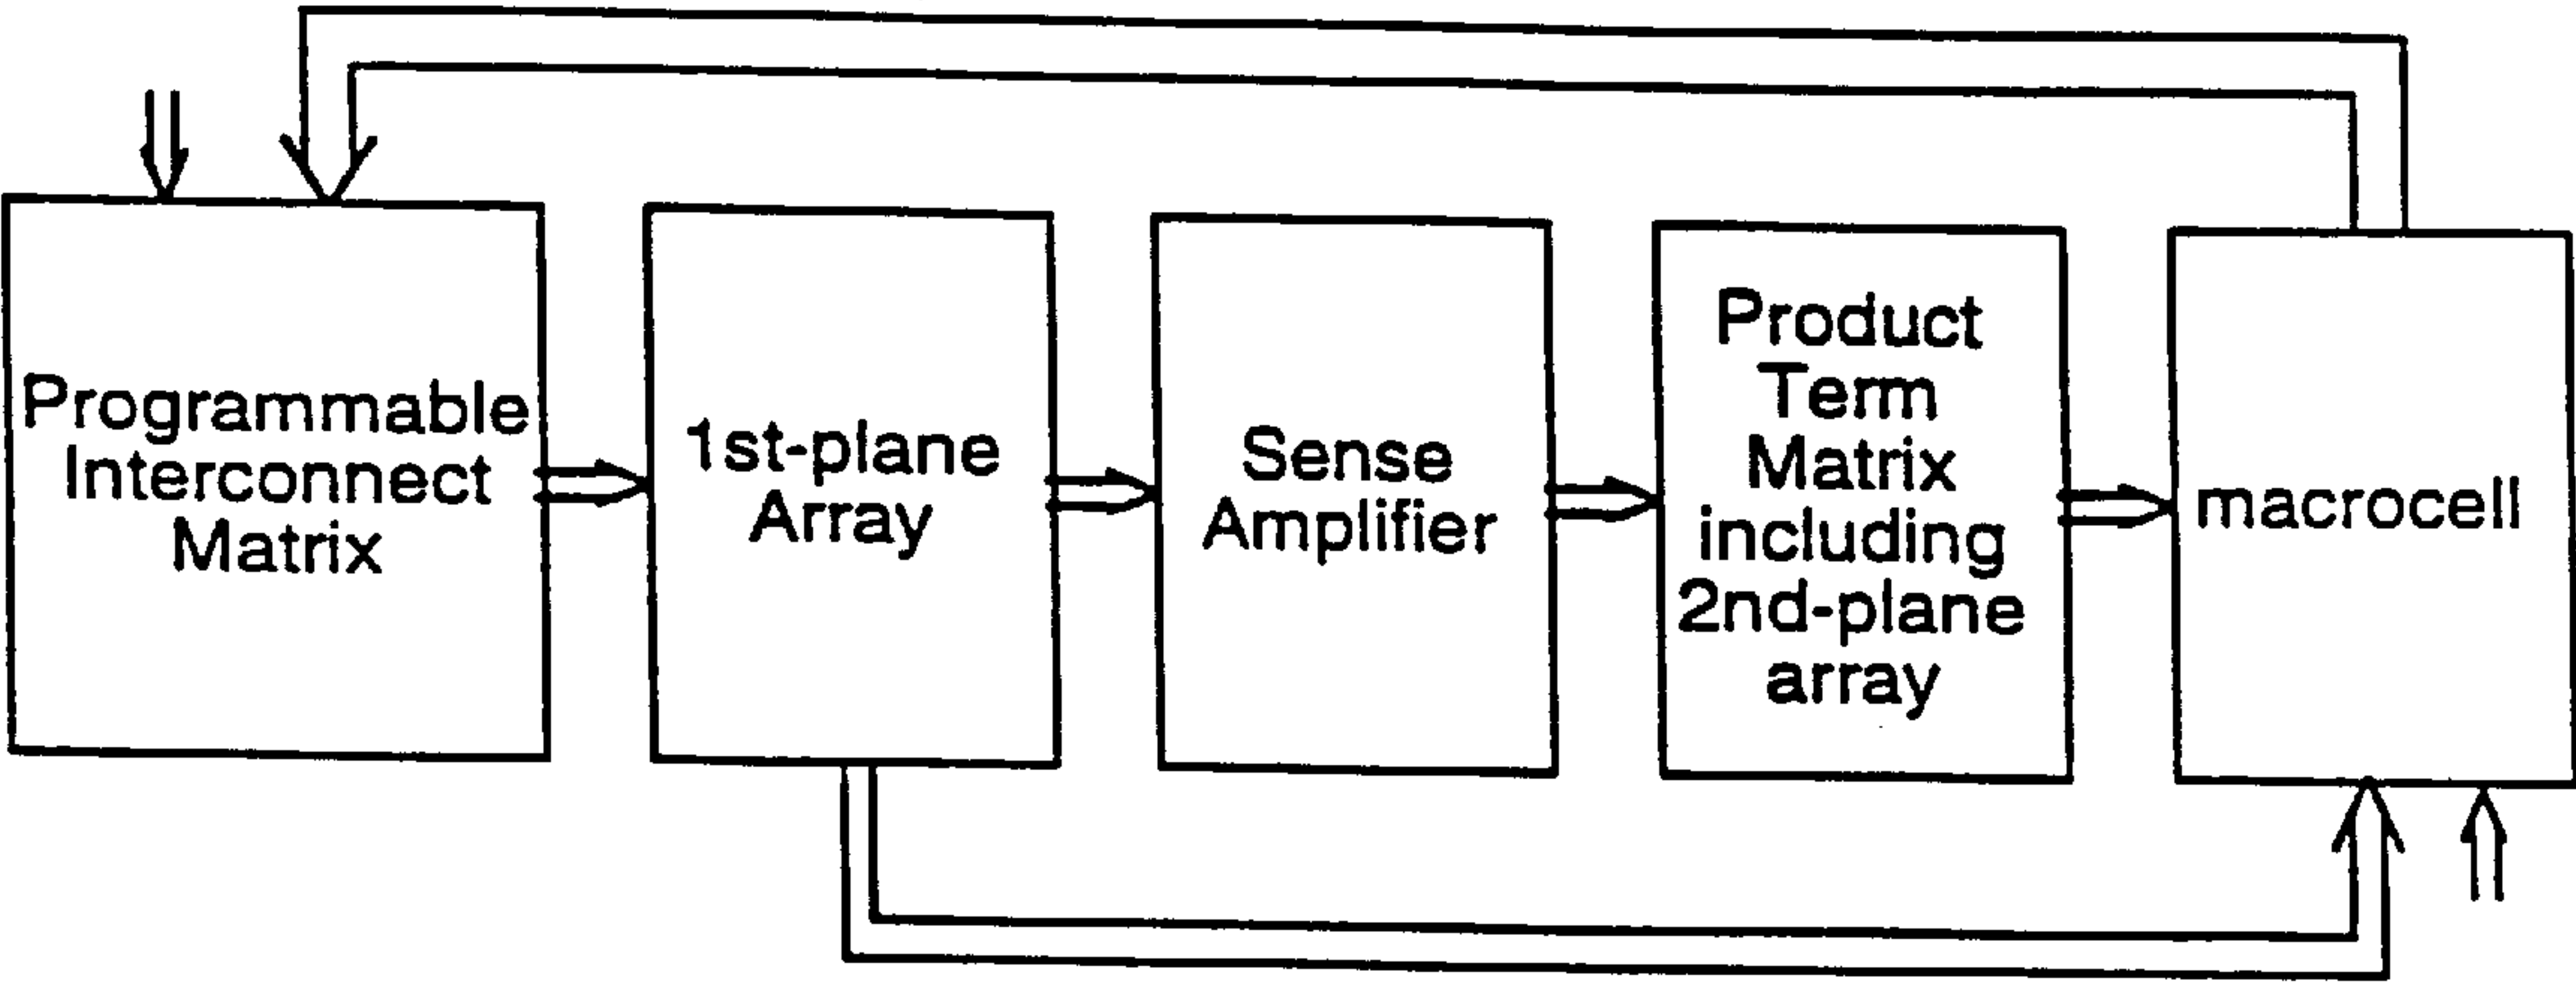 Programmable
Interconnect
Matrix
1st-plane
Array
Sense
Amplifier
Product
Term
Matrix
including
2nd-plane
array
macrocell